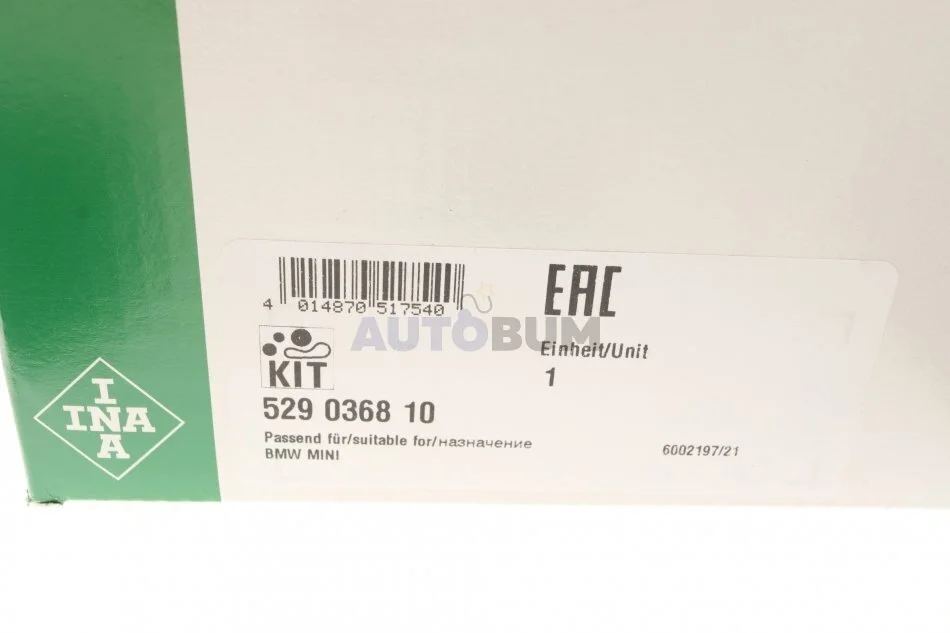 4 014870 517540
EAC
AUTOBUM
Einheit/Unit
1
KIT
529 0368 10
Passend für/suitable for/назначение
BMW MINI
6002197/21
INA
INA